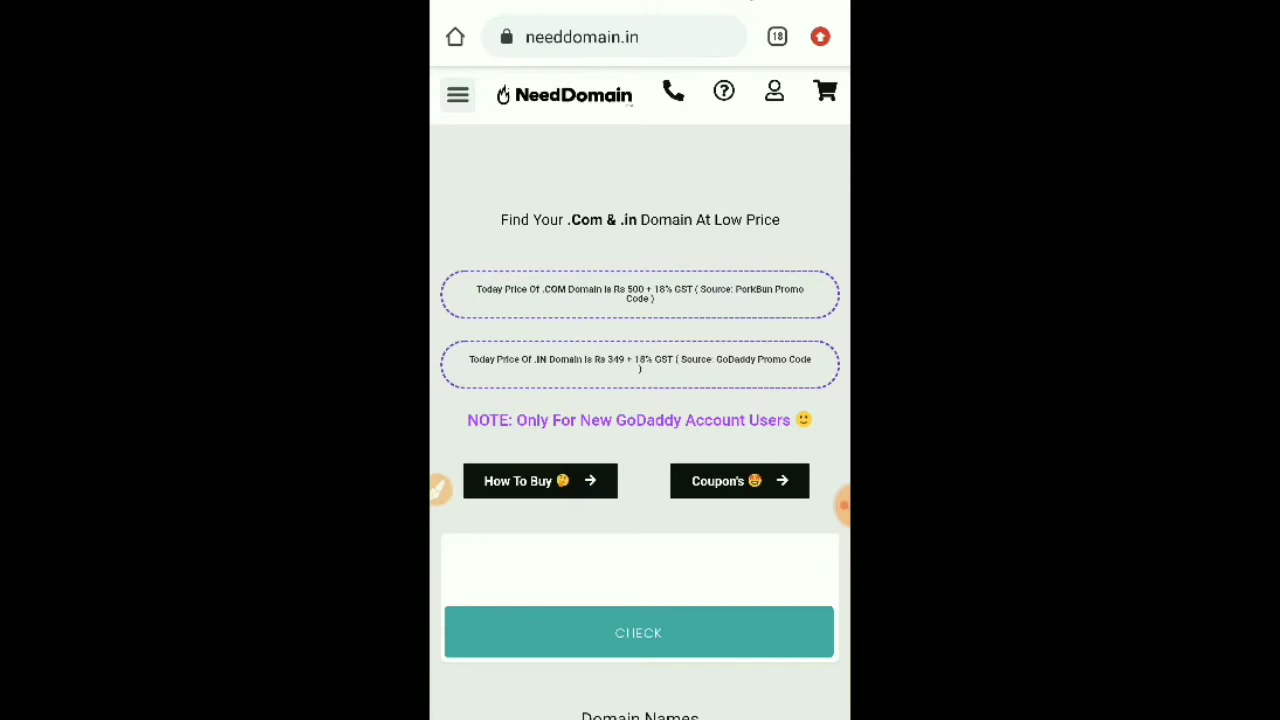 needdomain.in
18
NeedDomain
Find Your .Com & .in Domain At Low Price
Today Price Of .COM Domain Is Rs 500 + 18% GST ( Source: PorkBun Promo
Code )
Today Price Of .IN Domain Is Rs 349 + 18% GST ( Source: GoDaddy Promo Code
)
NOTE: Only For New GoDaddy Account Users 🙂
How To Buy 🤔 →
Coupon's 🤩 →
CHECK
Domain Names